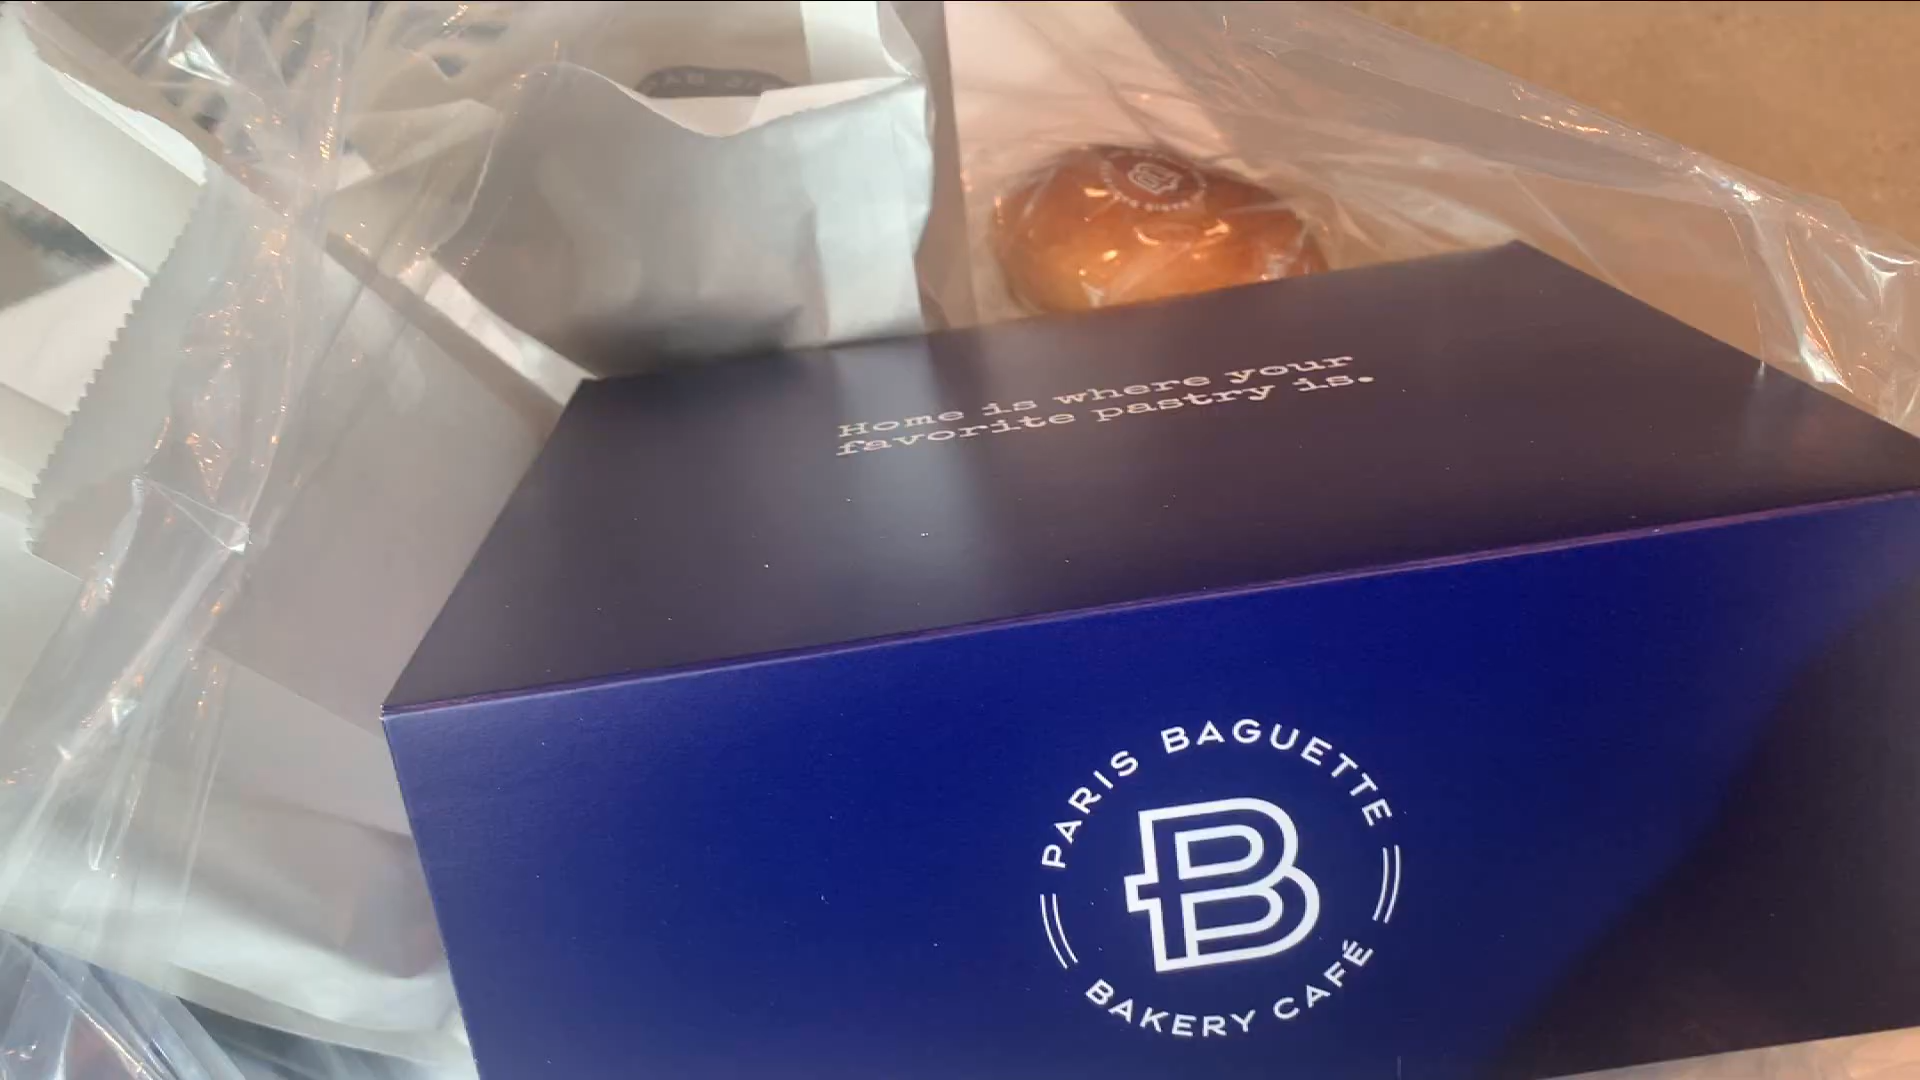 Home is where your
favorite pastry is.
PARIS BAGUETTE
B
BAKERY CAFÉ